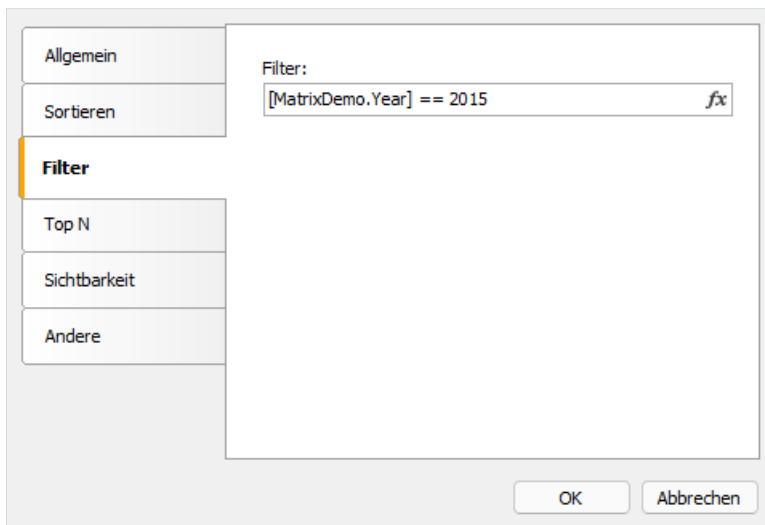 Allgemein
Sortieren
Filter
Top N
Sichtbarkeit
Andere
Filter:
[MatrixDemo.Year] == 2015
fx
OK
Abbrechen